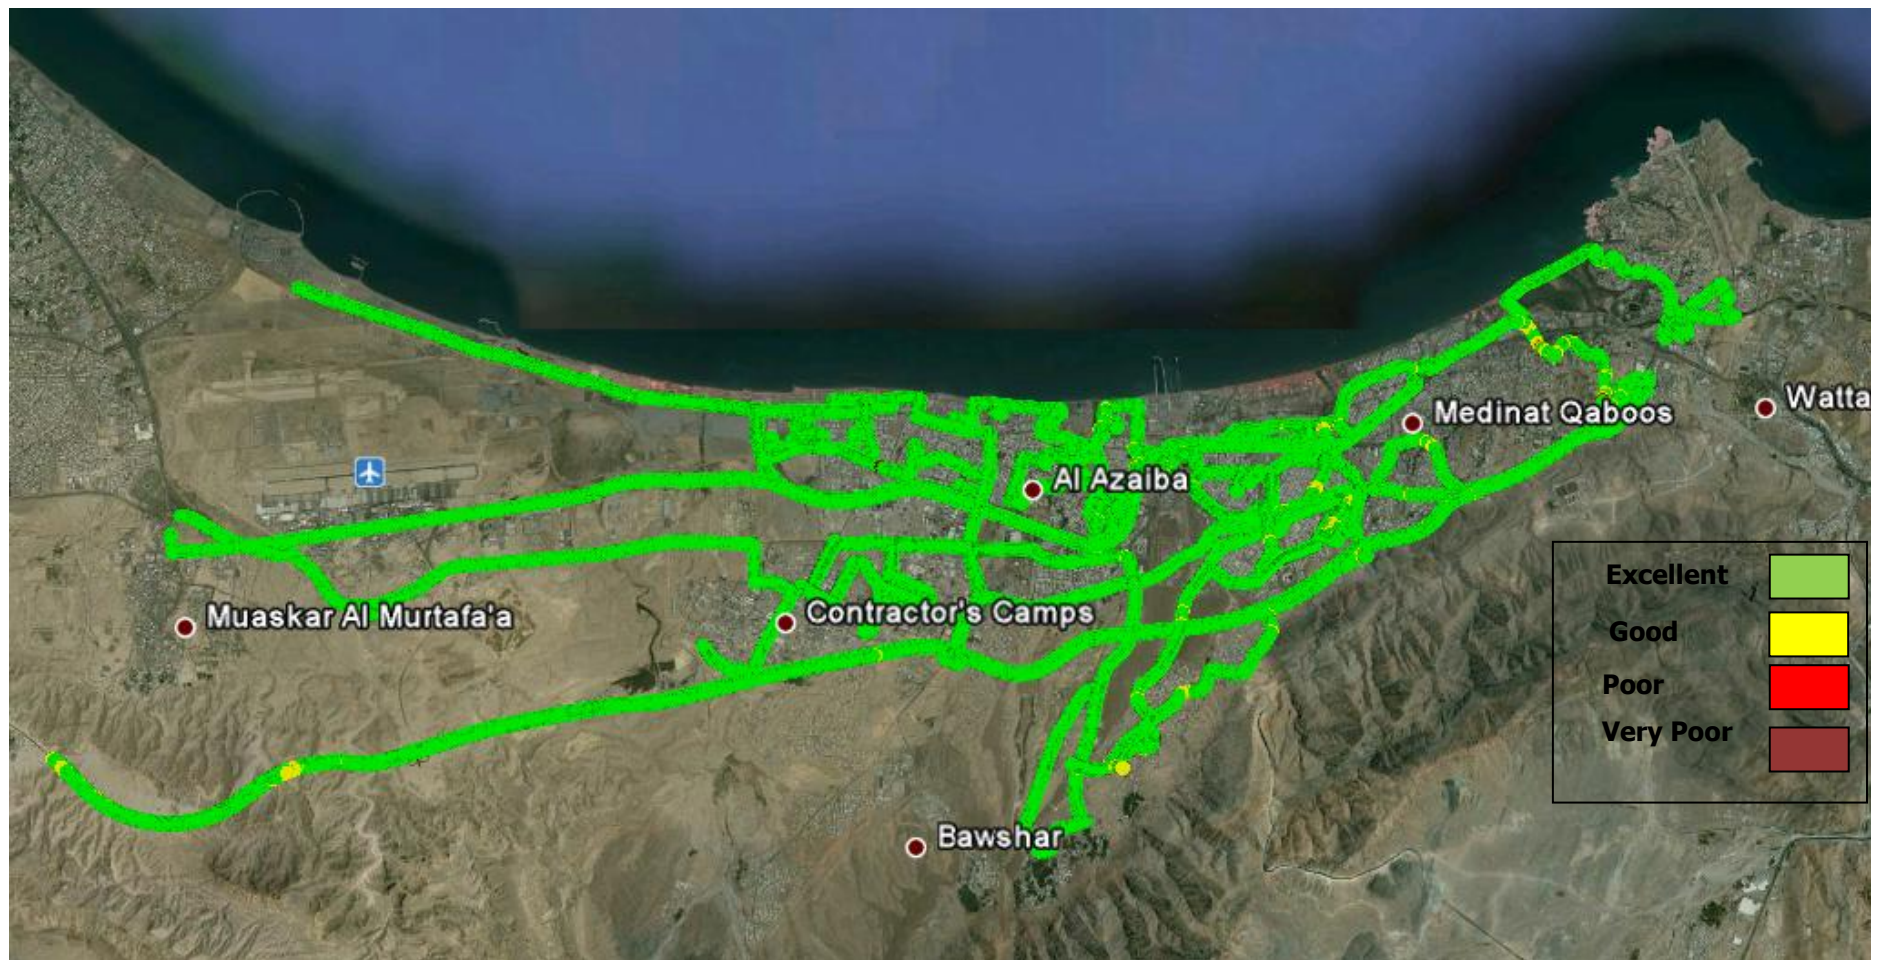 Medinat Qaboos
Watta
Al Azaiba
Muaskar Al Murtafa'a
Contractor's Camps
Bawshar
Excellent
Good
Poor
Very Poor